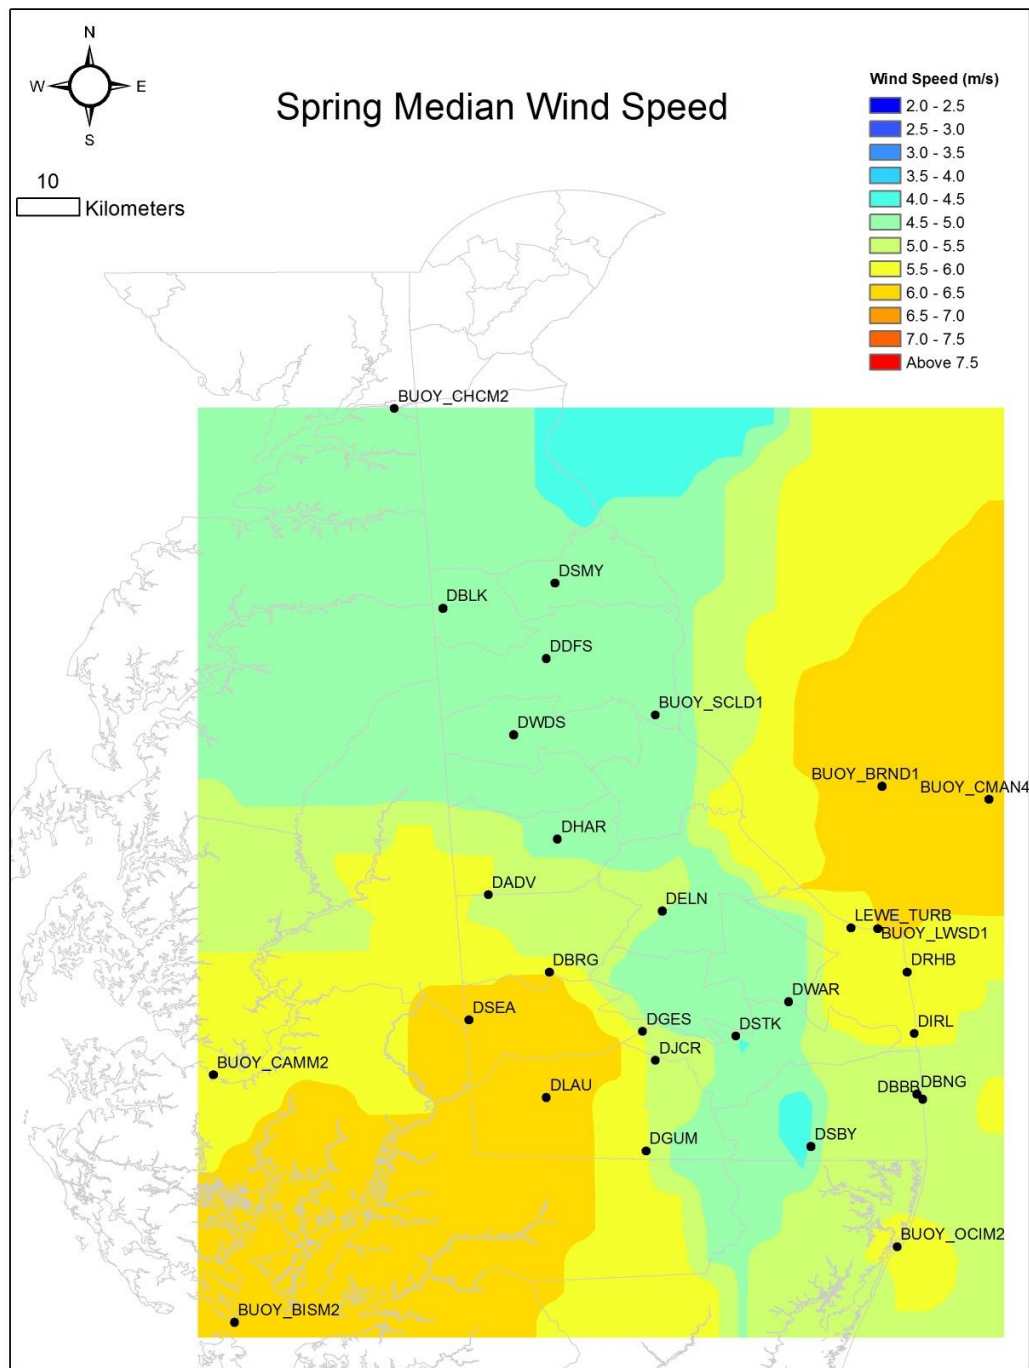 N
W E
S
Spring Median Wind Speed
10
Kilometers
Wind Speed (m/s)
2.0 - 2.5
2.5 - 3.0
3.0 - 3.5
3.5 - 4.0
4.0 - 4.5
4.5 - 5.0
5.0 - 5.5
5.5 - 6.0
6.0 - 6.5
6.5 - 7.0
7.0 - 7.5
Above 7.5
BUOY_CHCM2
DSMY
DBLK
DDFS
BUOY_SCLD1
DWDS
BUOY_BRND1
BUOY_CMAN4
DHAR
DADV
DELN
LEWE_TURB
BUOY_LWSD1
DBRG
DRHB
DWAR
DSEA
DGES
DSTK
DIRL
DJCR
BUOY_CAMM2
DLAU
DBBB
DBNG
DGUM
DSBY
BUOY_OCIM2
BUOY_BISM2